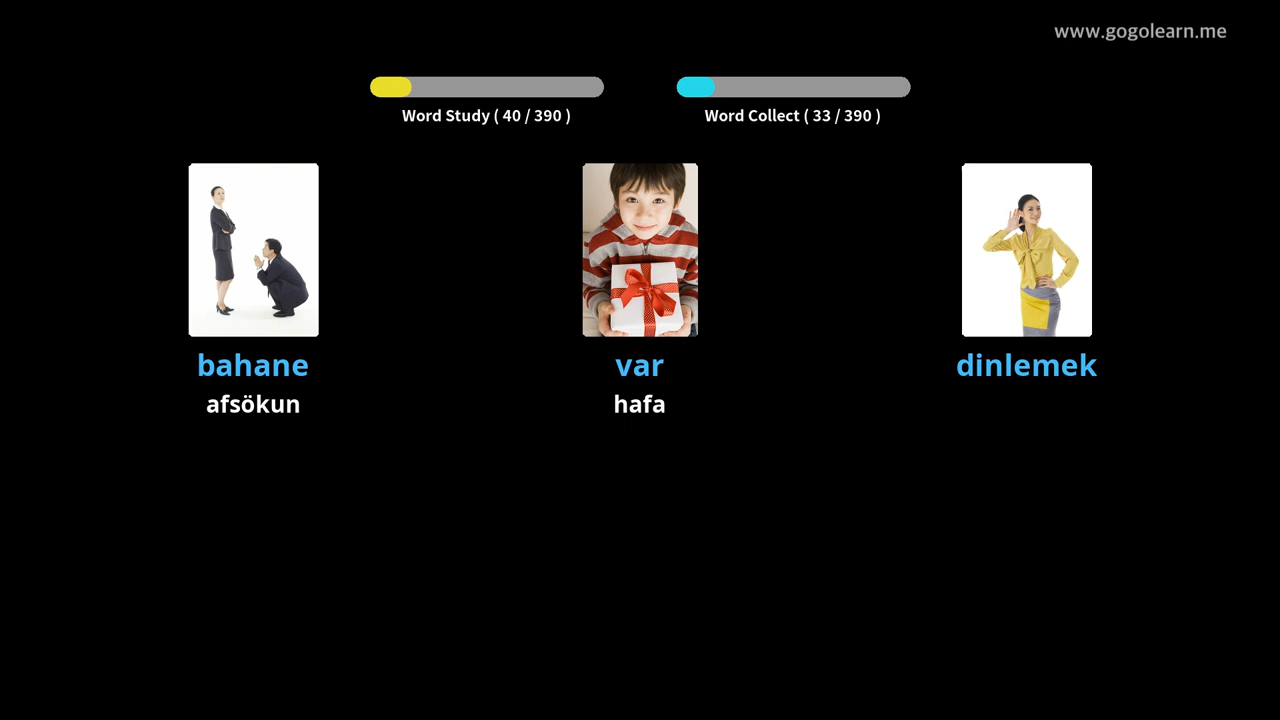 www.gogolearn.me
Word Study ( 40 / 390 )
Word Collect ( 33 / 390 )
bahane
var
dinlemek
afsökun
hafa